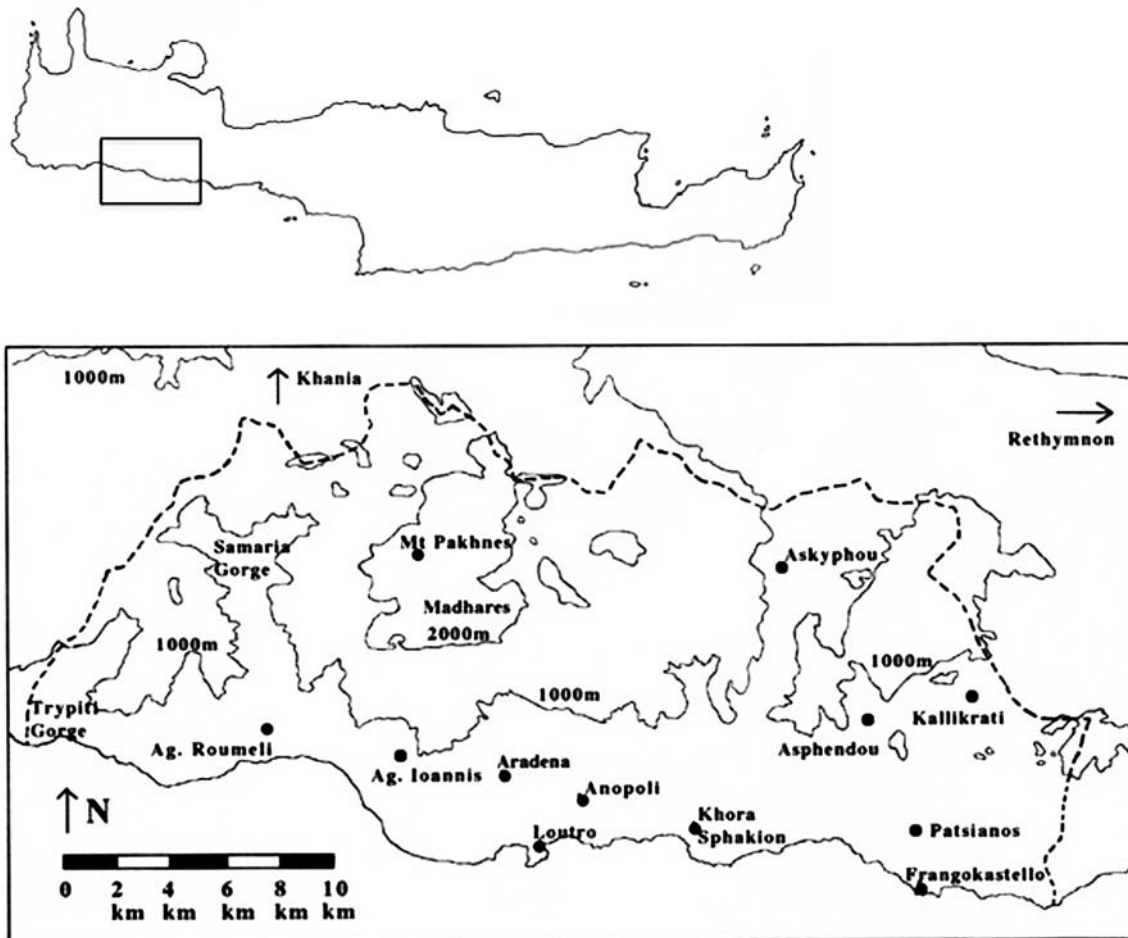 1000m
Khania
Rethymnon
Samaria
Gorge
Mt Pakhnes
Askyphou
Madhares
2000m
1000m
1000m
1000m
Trypiti
Gorge
Kallikrati
Ag. Roumeli
Asphendou
Ag. Ioannis
Aradena
Anopoli
N
Loutro
Khora
Sphakion
Patsianos
Frangokastello
0 2 4 6 8 10
km km km km km